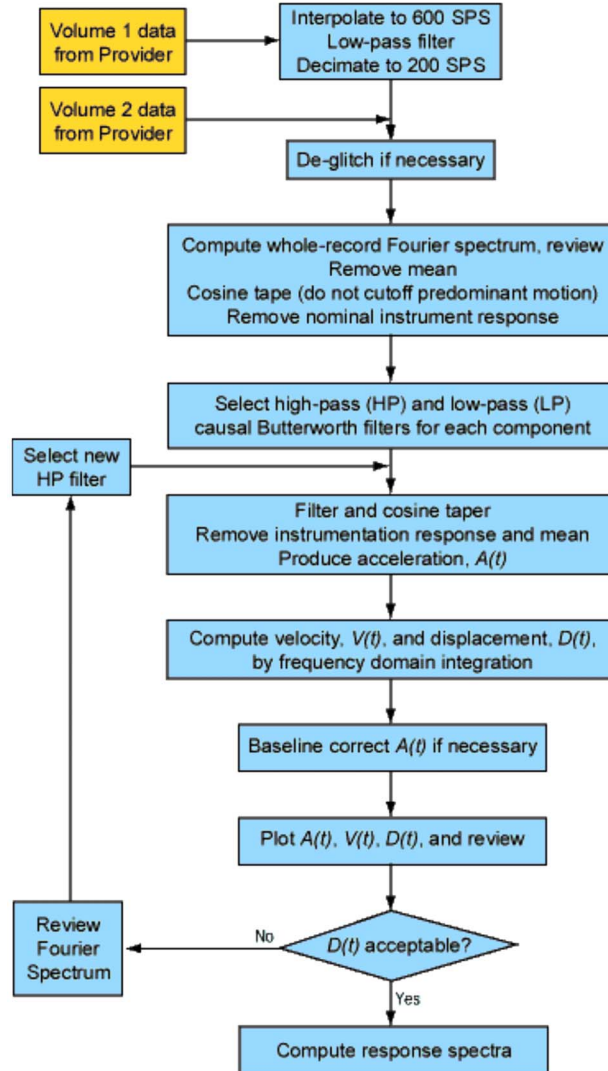 Volume 1 data
from Provider
Interpolate to 600 SPS
Low-pass filter
Decimate to 200 SPS
Volume 2 data
from Provider
De-glitch if necessary
Compute whole-record Fourier spectrum, review
Remove mean
Cosine tape (do not cutoff predominant motion)
Remove nominal instrument response
Select high-pass (HP) and low-pass (LP)
causal Butterworth filters for each component
Select new
HP filter
Filter and cosine taper
Remove instrumentation response and mean
Produce acceleration, A(t)
Compute velocity, V(t), and displacement, D(t),
by frequency domain integration
Baseline correct A(t) if necessary
Plot A(t), V(t), D(t), and review
D(t) acceptable?
No
Review
Fourier
Spectrum
Yes
Compute response spectra